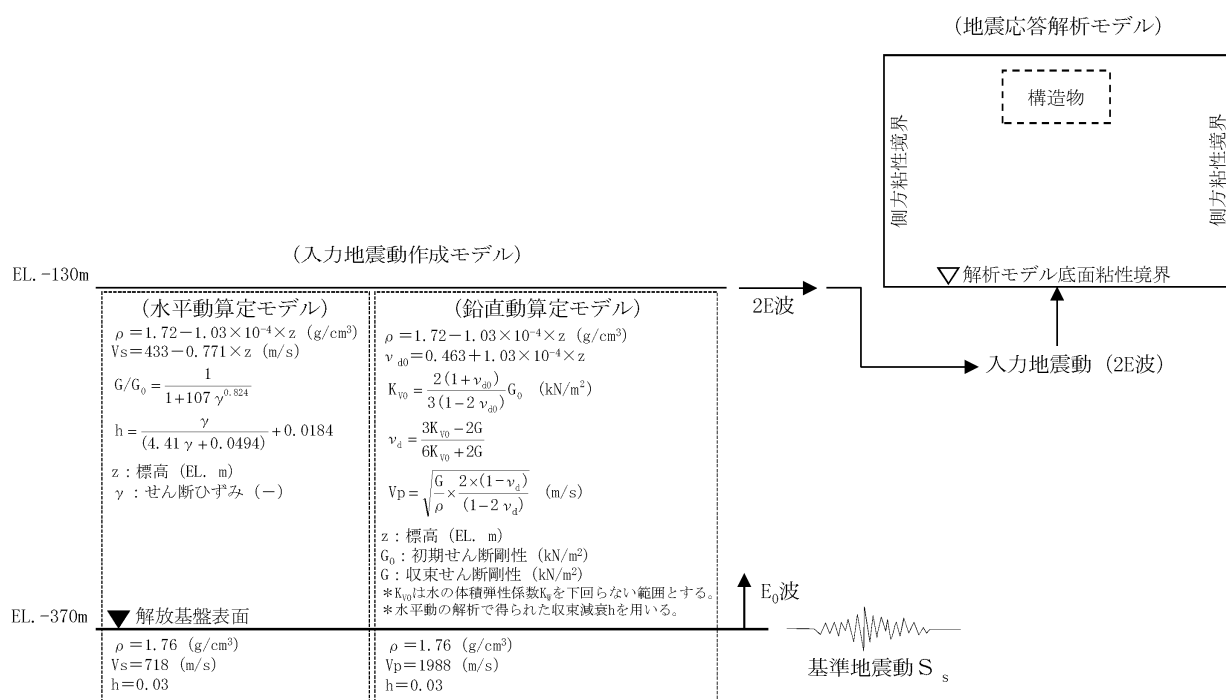 (地震応答解析モデル)
構造物
側方粘性境界
側方粘性境界
▽解析モデル底面粘性境界
(入力地震動作成モデル)
EL.-130m
2E波
入力地震動 (2E波)
(水平動算定モデル)
ρ=1.72-1.03×10⁻⁴×z (g/cm³)
Vs=433-0.771×z (m/s)
G/G₀=1/(1+107γ^0.824)
h=γ/(4.41γ+0.0494)+0.0184
z:標高 (EL. m)
γ:せん断ひずみ (-)
(鉛直動算定モデル)
ρ=1.72-1.03×10⁻⁴×z (g/cm³)
ν_d0=0.463+1.03×10⁻⁴×z
K_V0=2(1+ν_d0)/3(1-2ν_d0) G₀ (kN/m²)
ν_d=(3K_V0-2G)/(6K_V0+2G)
Vp=√(G/ρ×2×(1-ν_d)/(1-2ν_d)) (m/s)
z:標高 (EL. m)
G₀:初期せん断剛性 (kN/m²)
G:収束せん断剛性 (kN/m²)
*K_V0は水の体積弾性係数K_Wを下回らない範囲とする。
*水平動の解析で得られた収束減衰hを用いる。
E₀波
EL.-370m
▼解放基盤表面
ρ=1.76 (g/cm³)
Vs=718 (m/s)
h=0.03
ρ=1.76 (g/cm³)
Vp=1988 (m/s)
h=0.03
基準地震動Ss